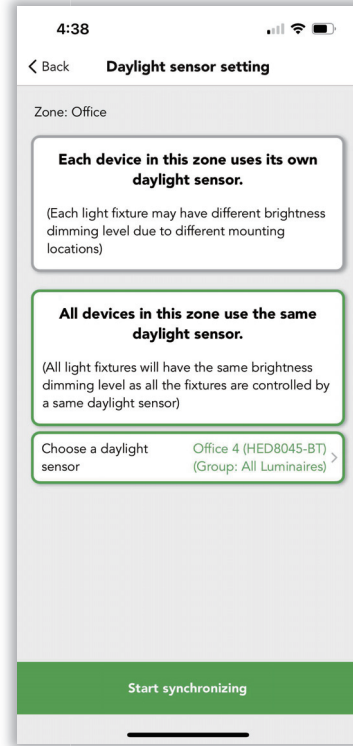 4:38
Back Daylight sensor setting
Zone: Office
Each device in this zone uses its own
daylight sensor.
(Each light fixture may have different brightness
dimming level due to different mounting
locations)
All devices in this zone use the same
daylight sensor.
(All light fixtures will have the same brightness
dimming level as all the fixtures are controlled by
a same daylight sensor)
Choose a daylight Office 4 (HED8045-BT)
sensor (Group: All Luminaires)
Start synchronizing